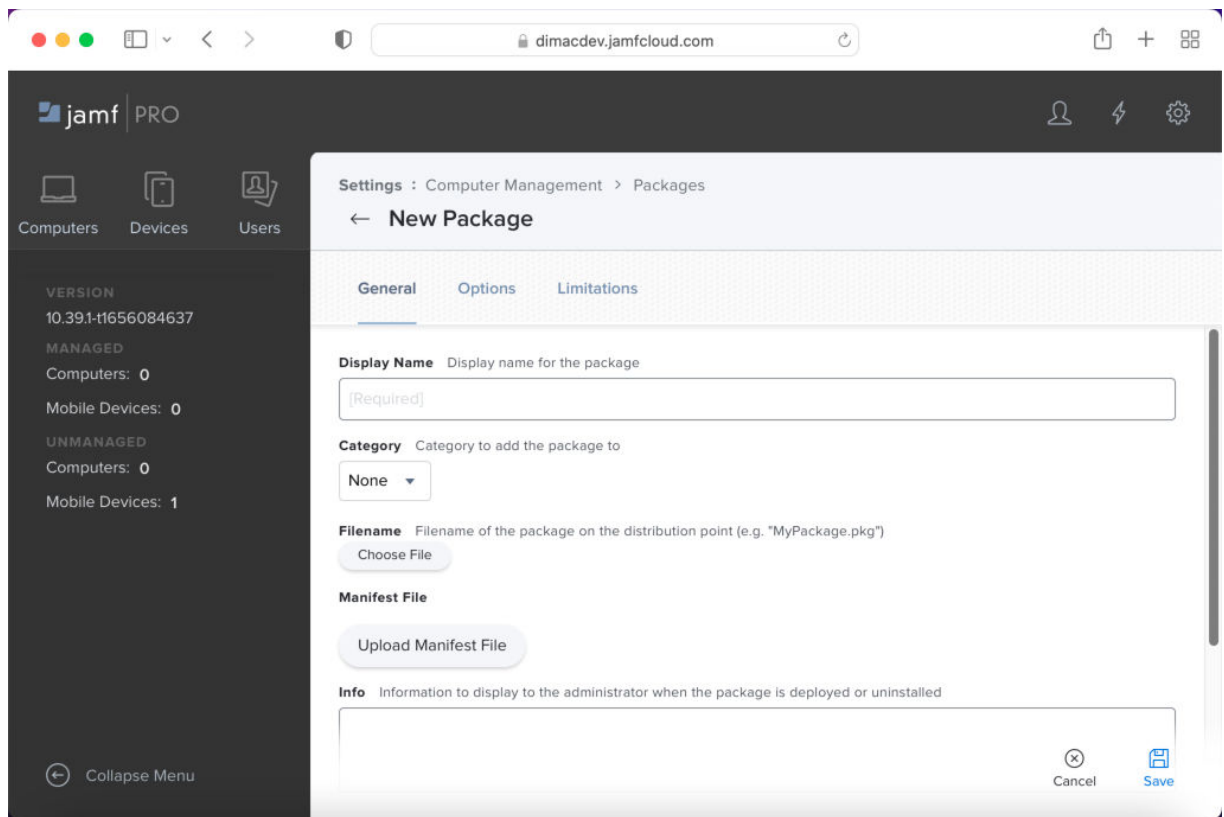 dimacdev.jamfcloud.com
jamf PRO
Computers Devices Users
VERSION
10.39.1-t1656084637
MANAGED
Computers: 0
Mobile Devices: 0
UNMANAGED
Computers: 0
Mobile Devices: 1
Collapse Menu
Settings : Computer Management > Packages
← New Package
General Options Limitations
Display Name Display name for the package
[Required]
Category Category to add the package to
None
Filename Filename of the package on the distribution point (e.g. "MyPackage.pkg")
Choose File
Manifest File
Upload Manifest File
Info Information to display to the administrator when the package is deployed or uninstalled
Cancel Save